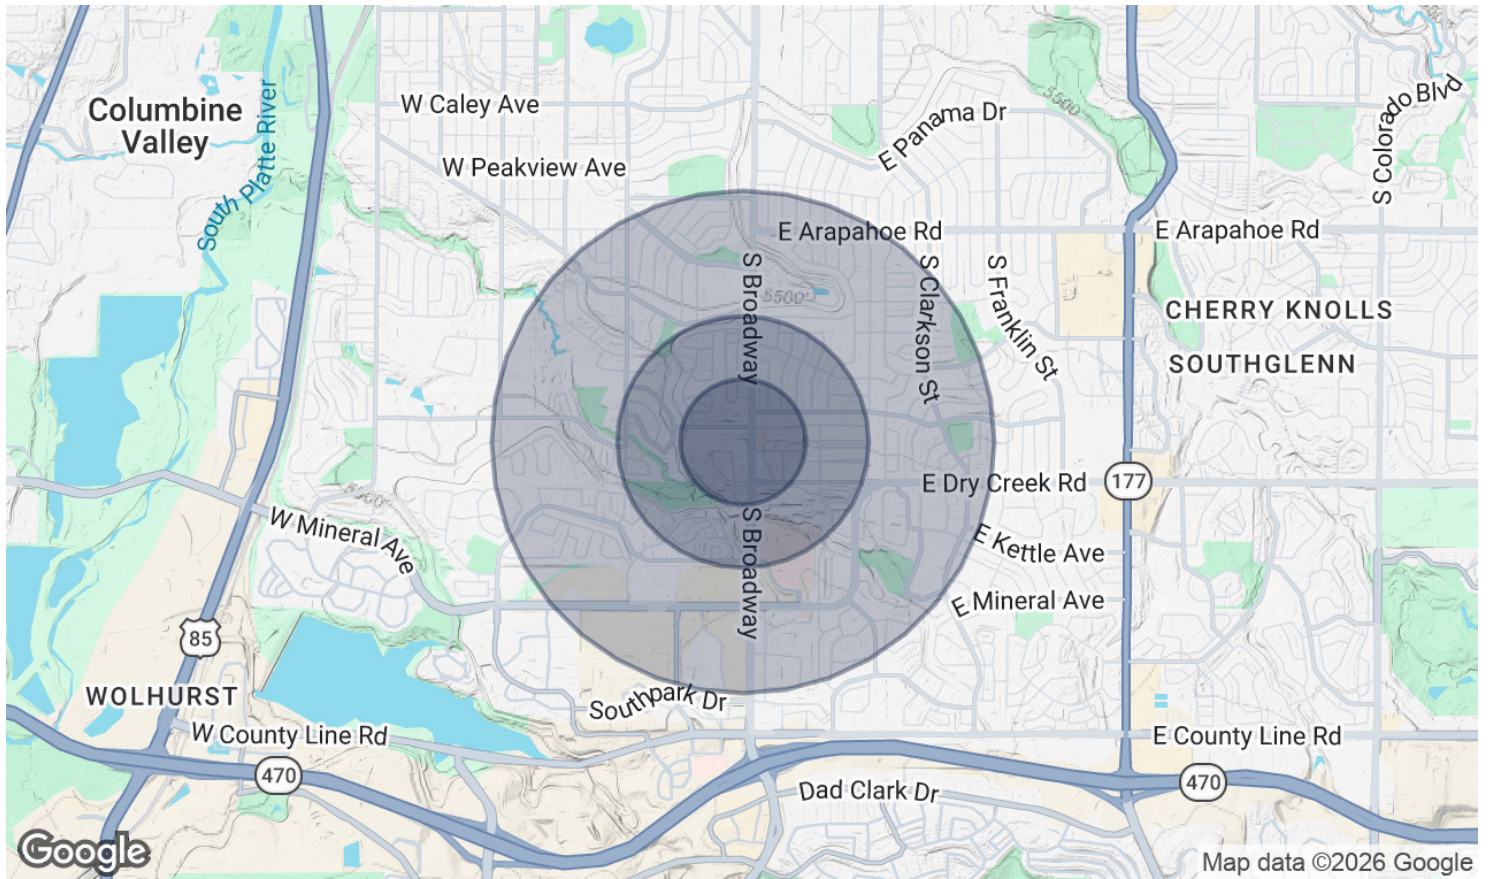 Columbine
Valley
South Platte River
W Caley Ave
W Peakview Ave
E Panama Dr
5500
S Colorado Blvd
E Arapahoe Rd
E Arapahoe Rd
S Broadway
S Clarkson St
S Franklin St
5500
CHERRY KNOLLS
SOUTHGLENN
E Dry Creek Rd
177
5500
W Mineral Ave
S Broadway
E Kettle Ave
E Mineral Ave
85
WOLHURST
Southpark Dr
W County Line Rd
E County Line Rd
470
470
Dad Clark Dr
Google
Map data ©2026 Google